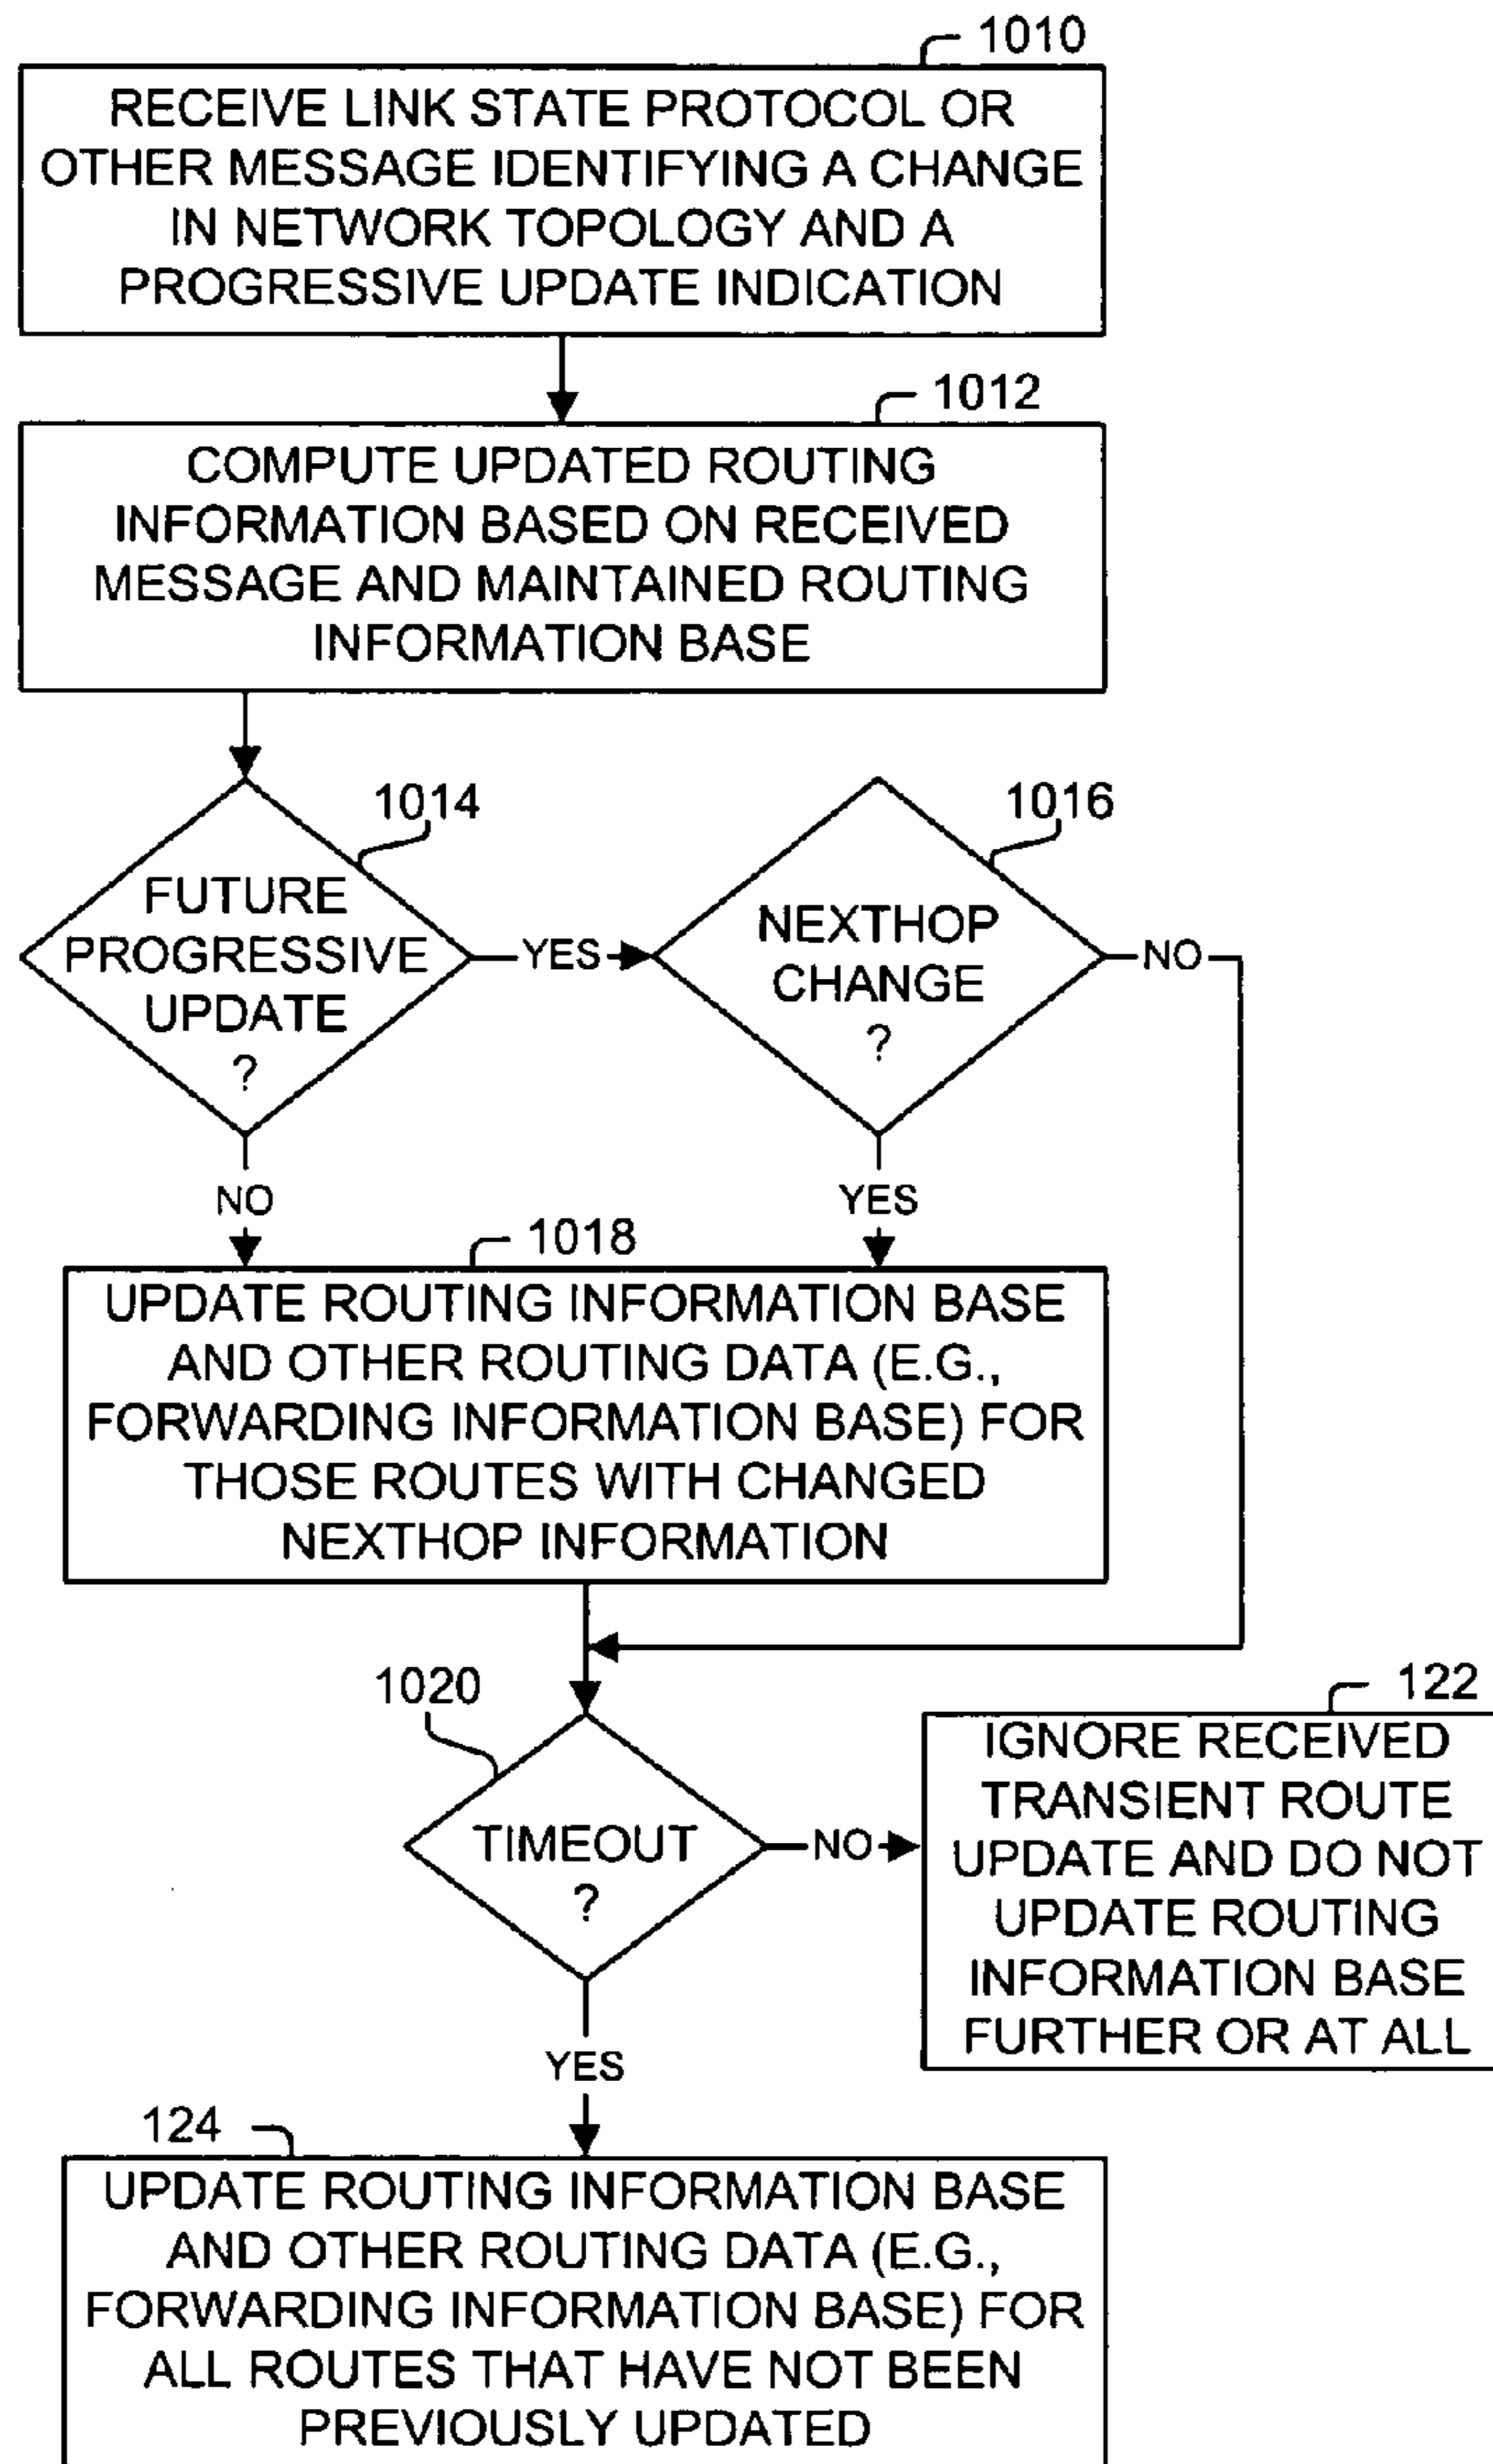 1010
RECEIVE LINK STATE PROTOCOL OR
OTHER MESSAGE IDENTIFYING A CHANGE
IN NETWORK TOPOLOGY AND A
PROGRESSIVE UPDATE INDICATION
1012
COMPUTE UPDATED ROUTING
INFORMATION BASED ON RECEIVED
MESSAGE AND MAINTAINED ROUTING
INFORMATION BASE
1014
FUTURE
PROGRESSIVE
UPDATE
?
YES
1016
NEXTHOP
CHANGE
?
NO
NO
YES
1018
UPDATE ROUTING INFORMATION BASE
AND OTHER ROUTING DATA (E.G.,
FORWARDING INFORMATION BASE) FOR
THOSE ROUTES WITH CHANGED
NEXTHOP INFORMATION
1020
TIMEOUT
?
NO
122
IGNORE RECEIVED
TRANSIENT ROUTE
UPDATE AND DO NOT
UPDATE ROUTING
INFORMATION BASE
FURTHER OR AT ALL
YES
124
UPDATE ROUTING INFORMATION BASE
AND OTHER ROUTING DATA (E.G.,
FORWARDING INFORMATION BASE) FOR
ALL ROUTES THAT HAVE NOT BEEN
PREVIOUSLY UPDATED